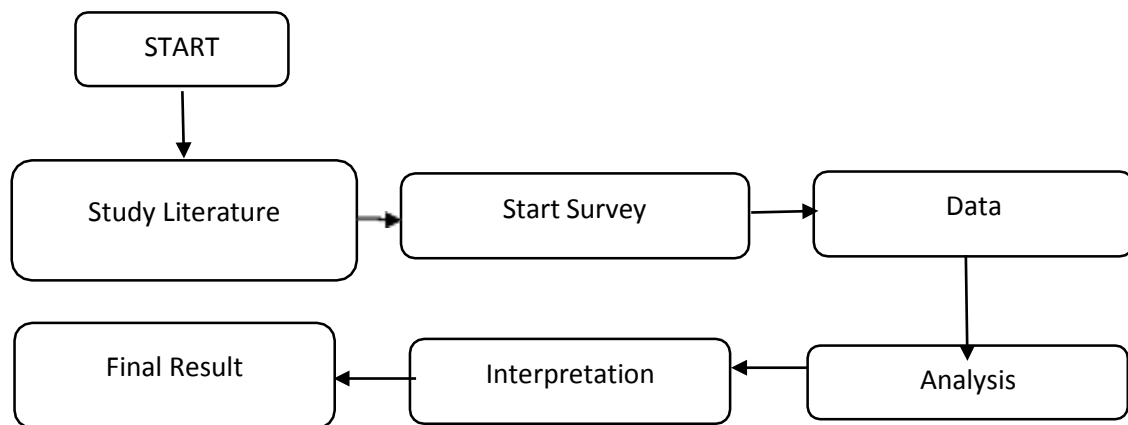 START
Study Literature
Start Survey
Data
Analysis
Interpretation
Final Result